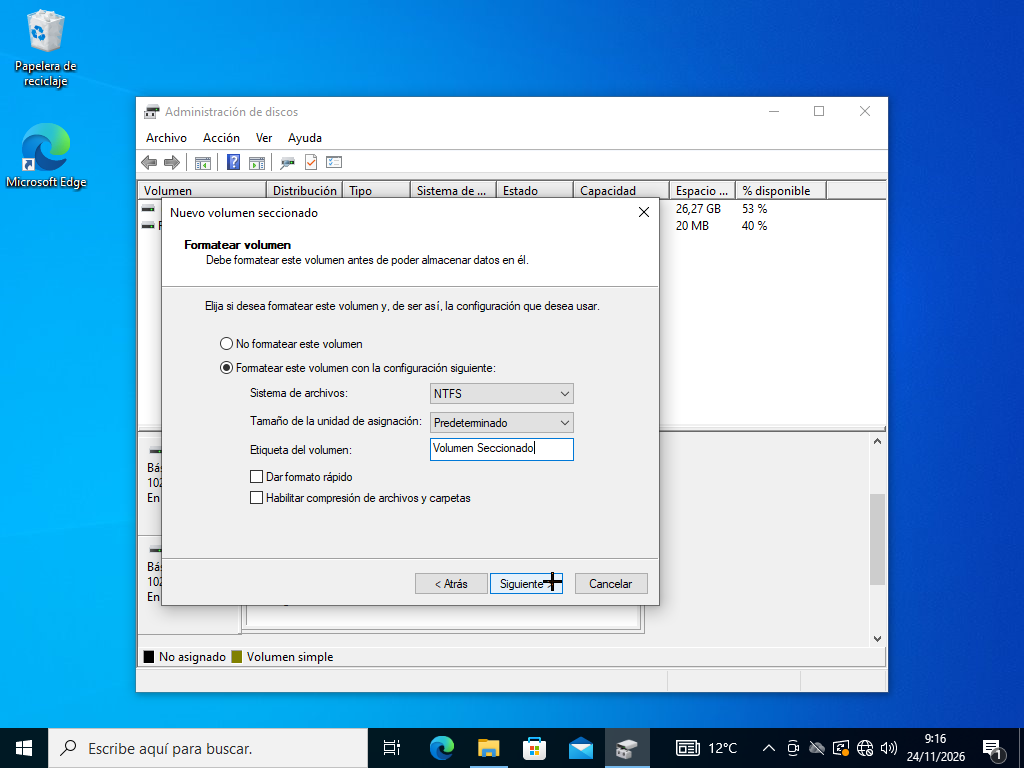 Papelera de
reciclaje
Microsoft Edge
Administración de discos
Archivo Acción Ver Ayuda
Volumen Distribución Tipo Sistema de ... Estado Capacidad Espacio ... % disponible
26,27 GB 53 %
20 MB 40 %
Nuevo volumen seccionado
Formatear volumen
Debe formatear este volumen antes de poder almacenar datos en él.
Elija si desea formatear este volumen y, de ser así, la configuración que desea usar.
No formatear este volumen
Formatear este volumen con la configuración siguiente:
Sistema de archivos: NTFS
Tamaño de la unidad de asignación: Predeterminado
Etiqueta del volumen: Volumen Seccionado
Dar formato rápido
Habilitar compresión de archivos y carpetas
< Atrás Siguiente Cancelar
En
En
No asignado Volumen simple
Escribe aquí para buscar.
12°C
9:16
24/11/2026
1